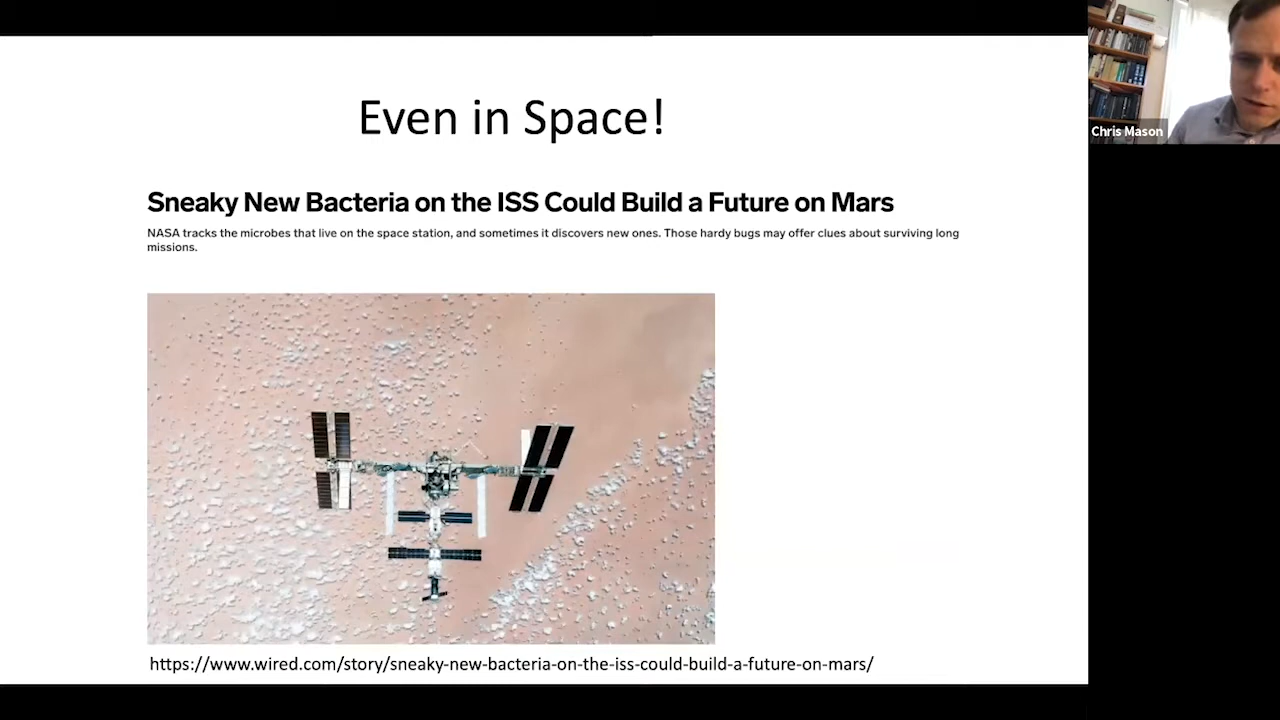 Even in Space!
Chris Mason
Sneaky New Bacteria on the ISS Could Build a Future on Mars
NASA tracks the microbes that live on the space station, and sometimes it discovers new ones. Those hardy bugs may offer clues about surviving long
missions.
https://www.wired.com/story/sneaky-new-bacteria-on-the-iss-could-build-a-future-on-mars/